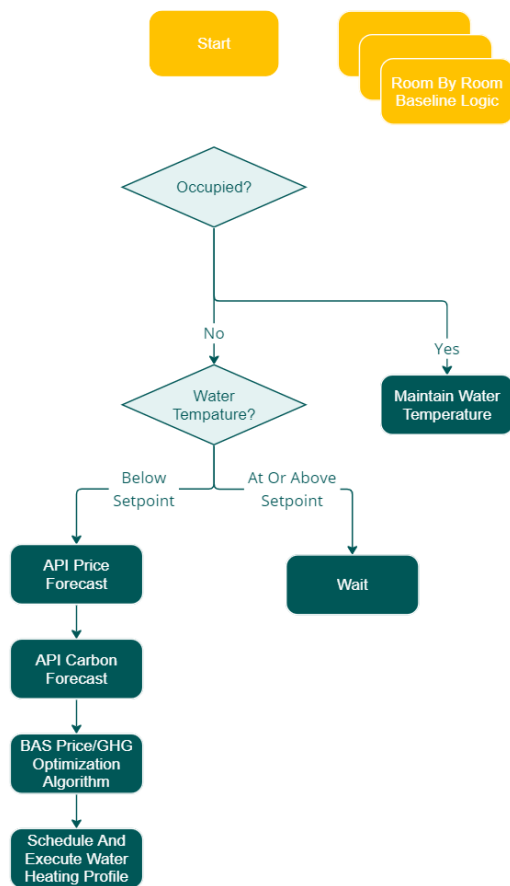 Start
Room By Room
Baseline Logic
Occupied?
No
Yes
Water
Tempature?
Maintain Water
Temperature
Below
Setpoint
At Or Above
Setpoint
API Price
Forecast
Wait
API Carbon
Forecast
BAS Price/GHG
Optimization
Algorithm
Schedule And
Execute Water
Heating Profile